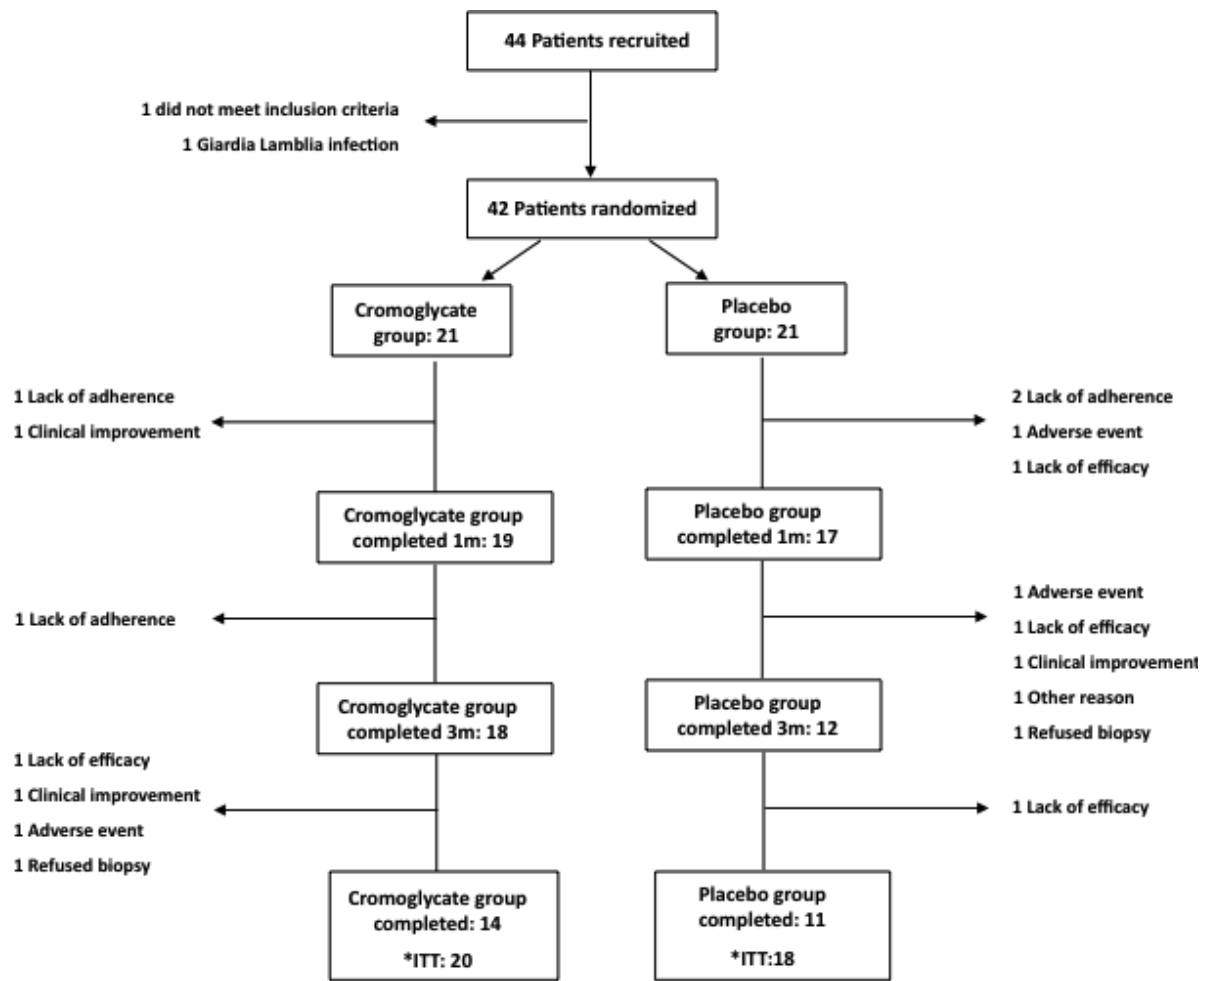 44 Patients recruited
1 did not meet inclusion criteria
1 Giardia Lamblia infection
42 Patients randomized
Cromoglycate
group: 21
Placebo
group: 21
1 Lack of adherence
1 Clinical improvement
2 Lack of adherence
1 Adverse event
1 Lack of efficacy
Cromoglycate group
completed 1m: 19
Placebo group
completed 1m: 17
1 Lack of adherence
1 Adverse event
1 Lack of efficacy
1 Clinical improvement
1 Other reason
1 Refused biopsy
Cromoglycate group
completed 3m: 18
Placebo group
completed 3m: 12
1 Lack of efficacy
1 Clinical improvement
1 Adverse event
1 Refused biopsy
1 Lack of efficacy
Cromoglycate group
completed: 14
*ITT: 20
Placebo group
completed: 11
*ITT:18